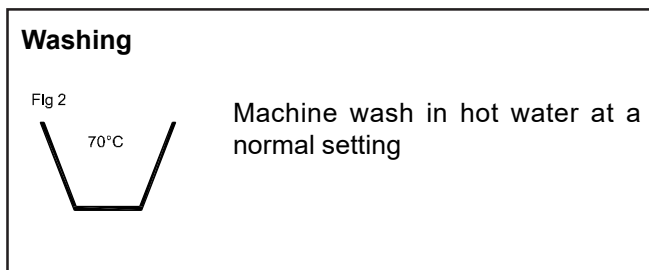 Washing
FIg 2
70°C
Machine wash in hot water at a
normal setting